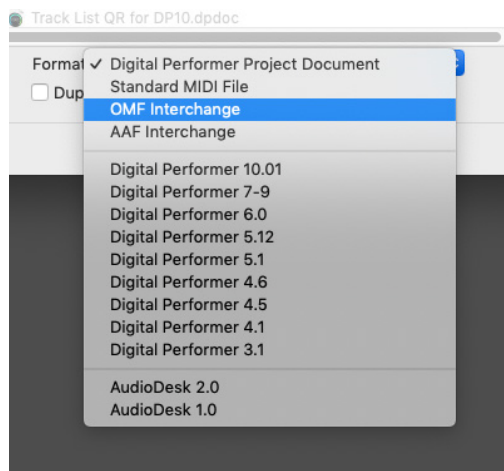 Track List QR for DP10.dpdoc
Format
✓ Digital Performer Project Document
Standard MIDI File
Dup
OMF Interchange
AAF Interchange
Digital Performer 10.01
Digital Performer 7-9
Digital Performer 6.0
Digital Performer 5.12
Digital Performer 5.1
Digital Performer 4.6
Digital Performer 4.5
Digital Performer 4.1
Digital Performer 3.1
AudioDesk 2.0
AudioDesk 1.0